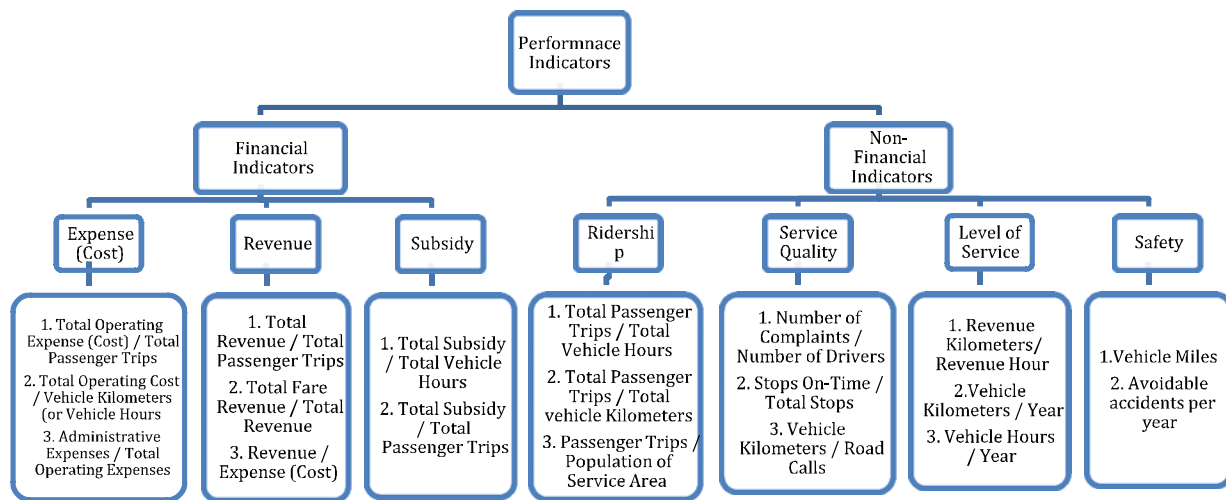 Performnace
Indicators
Financial
Indicators
Non-
Financial
Indicators
Expense
(Cost)
Revenue
Subsidy
Ridershi
p
Service
Quality
Level of
Service
Safety
1. Total Operating
Expense (Cost) / Total
Passenger Trips
2. Total Operating Cost
/ Vehicle Kilometers
(or Vehicle Hours
3. Administrative
Expenses / Total
Operating Expenses
1. Total
Revenue / Total
Passenger Trips
2. Total Fare
Revenue / Total
Revenue
3. Revenue /
Expense (Cost)
1. Total Subsidy
/ Total Vehicle
Hours
2. Total Subsidy
/ Total
Passenger Trips
1. Total Passenger
Trips / Total
Vehicle Hours
2. Total Passenger
Trips / Total
vehicle Kilometers
3. Passenger Trips /
Population of
Service Area
1. Number of
Complaints
/ Number of Drivers
2. Stops On-Time /
Total Stops
3. Vehicle
Kilometers /
Road Calls
1. Revenue
Kilometers/
Revenue Hour
2.Vehicle
Kilometers / Year
3. Vehicle Hours
/ Year
1.Vehicle Miles
2. Avoidable
accidents per
year